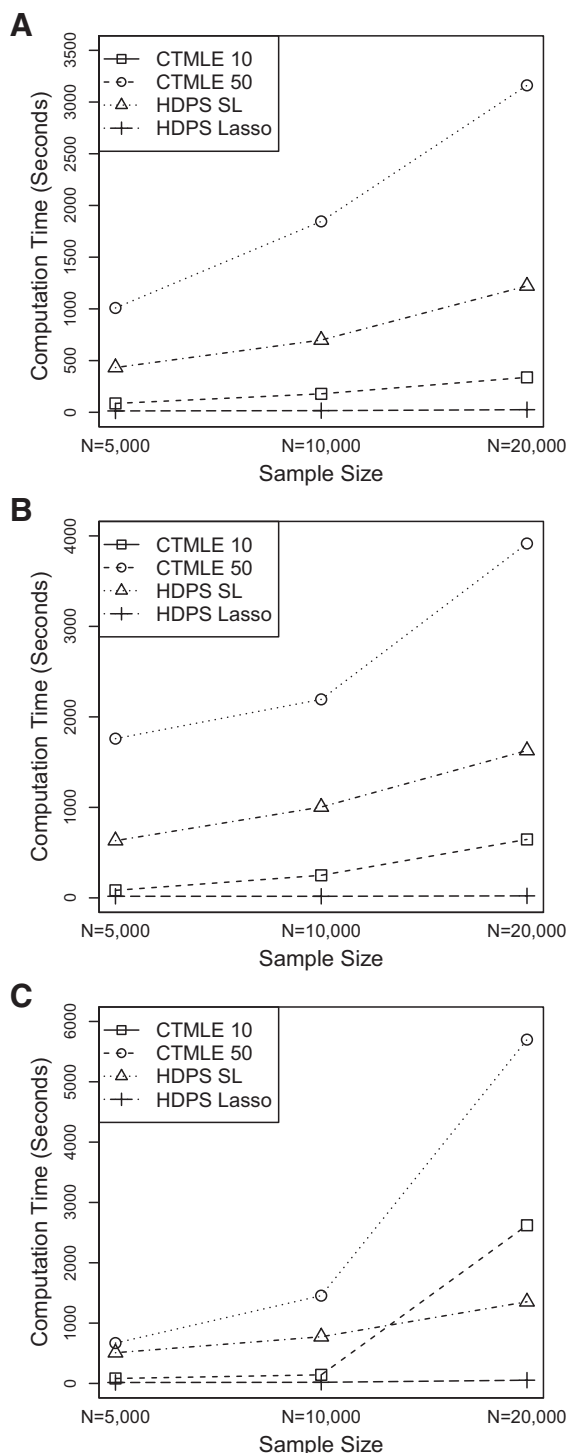 A
CTMLE 10
CTMLE 50
HDPS SL
HDPS Lasso
Computation Time (Seconds)
3500
3000
2500
2000
1500
1000
500
0
N=5,000 N=10,000 N=20,000
Sample Size
B
CTMLE 10
CTMLE 50
HDPS SL
HDPS Lasso
Computation Time (Seconds)
4000
3000
2000
1000
0
N=5,000 N=10,000 N=20,000
Sample Size
C
CTMLE 10
CTMLE 50
HDPS SL
HDPS Lasso
Computation Time (Seconds)
6000
5000
4000
3000
2000
1000
0
N=5,000 N=10,000 N=20,000
Sample Size